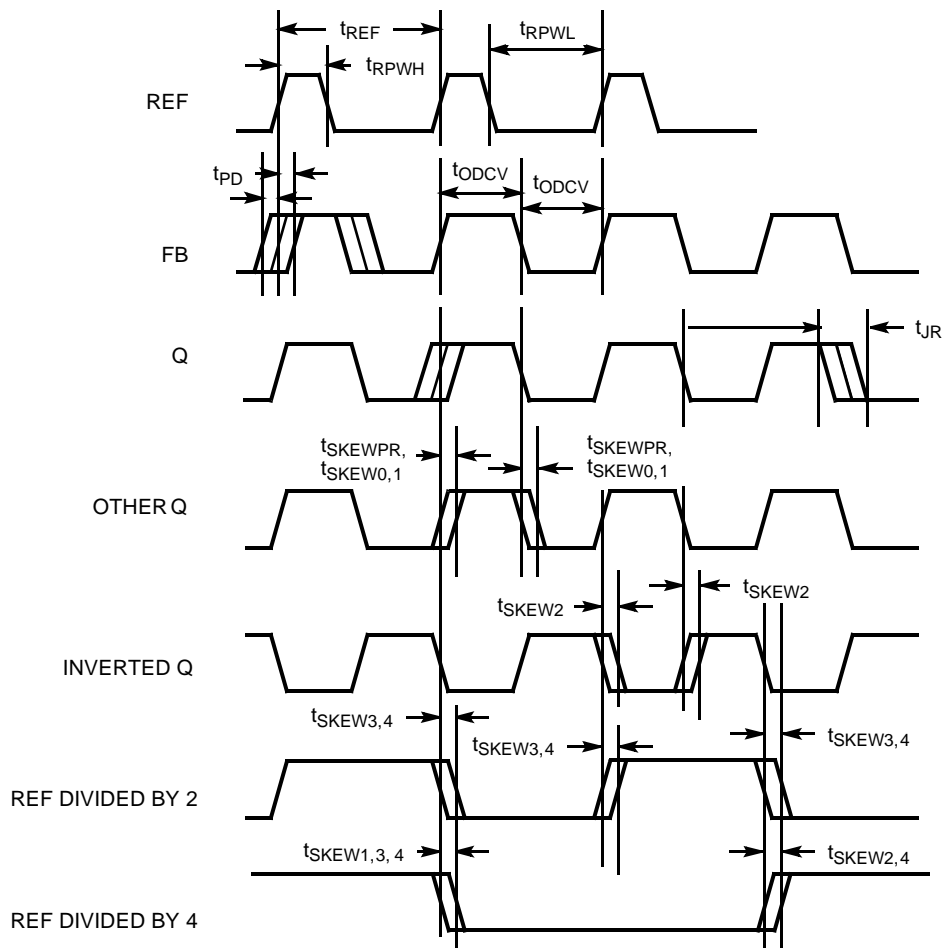 tREF
tRPWL
tRPWH
REF
tPD
tODCV
tODCV
FB
Q
tJR
tSKEWPR,
tSKEW0,1
tSKEWPR,
tSKEW0,1
OTHER Q
tSKEW2
tSKEW2
INVERTED Q
tSKEW3,4
tSKEW3,4
tSKEW3,4
REF DIVIDED BY 2
tSKEW1,3, 4
tSKEW2,4
REF DIVIDED BY 4